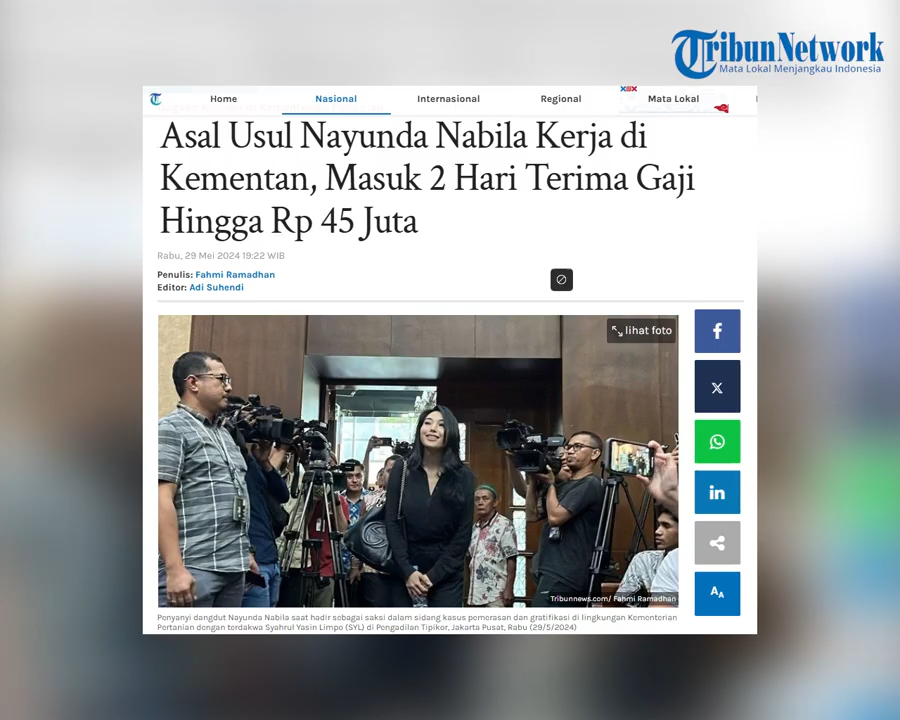 Tribun Network
Mata Lokal Menjangkau Indonesia
Home Nasional Internasional Regional Mata Lokal
Asal Usul Nayunda Nabila Kerja di
Kementan, Masuk 2 Hari Terima Gaji
Hingga Rp 45 Juta
Rabu, 29 Mei 2024 19:22 WIB
Penulis: Fahmi Ramadhan
Editor: Adi Suhendi
lihat foto
Tribunnews.com/ Fahmi Ramadhan
Penyanyi dangdut Nayunda Nabila saat hadir sebagai saksi dalam sidang kasus pemerasan dan gratifikasi di lingkungan Kementerian
Pertanian dengan terdakwa Syahrul Yasin Limpo (SYL) di Pengadilan Tipikor, Jakarta Pusat, Rabu (29/5/2024)